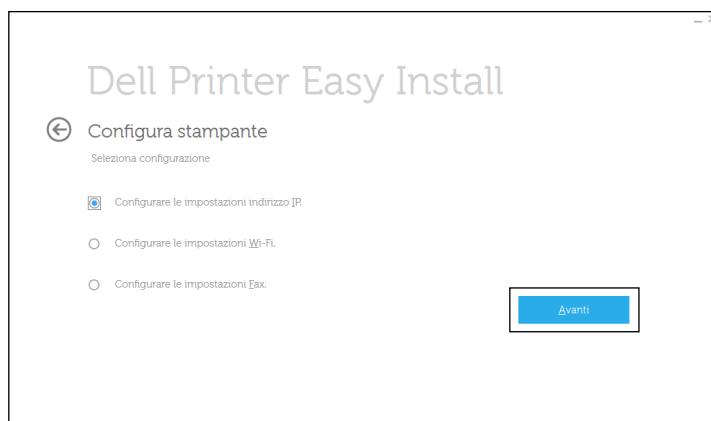 Dell Printer Easy Install
Configura stampante
Seleziona configurazione
Configurare le impostazioni indirizzo IP.
Configurare le impostazioni Wi-Fi.
Configurare le impostazioni Fax.
Avanti